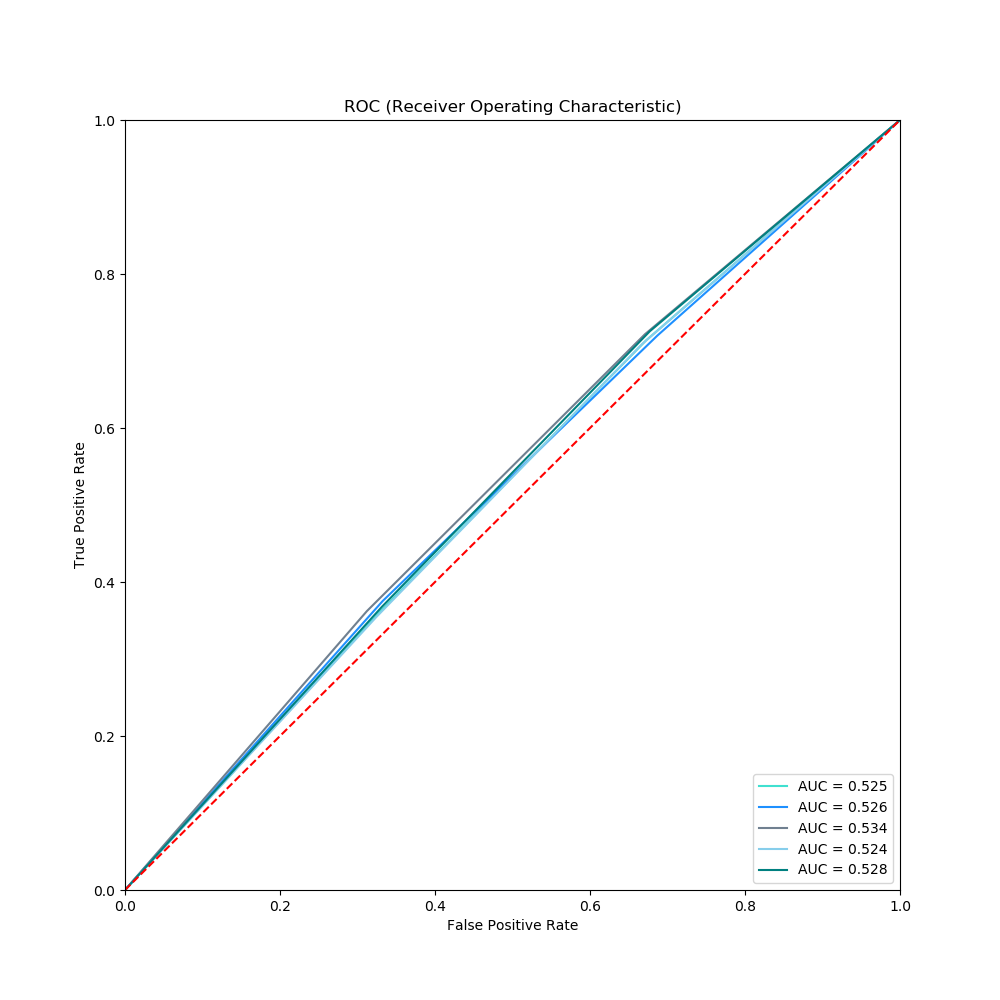 ROC (Receiver Operating Characteristic)
1.0
0.8
0.6
0.4
0.2
0.0
True Positive Rate
0.0 0.2 0.4 0.6 0.8 1.0
False Positive Rate
AUC = 0.525
AUC = 0.526
AUC = 0.534
AUC = 0.524
AUC = 0.528